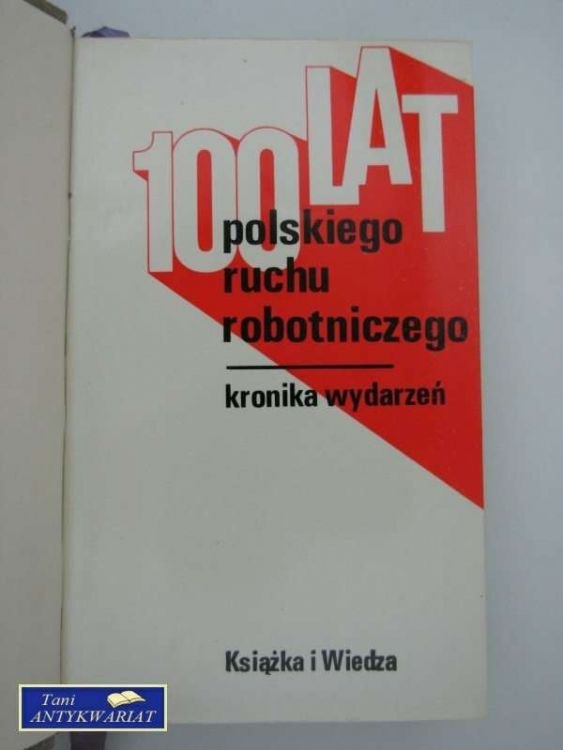 100 LAT
polskiego
ruchu
robotniczego
kronika wydarzeń
Książka i Wiedza
Tani
ANTYKWARIAT